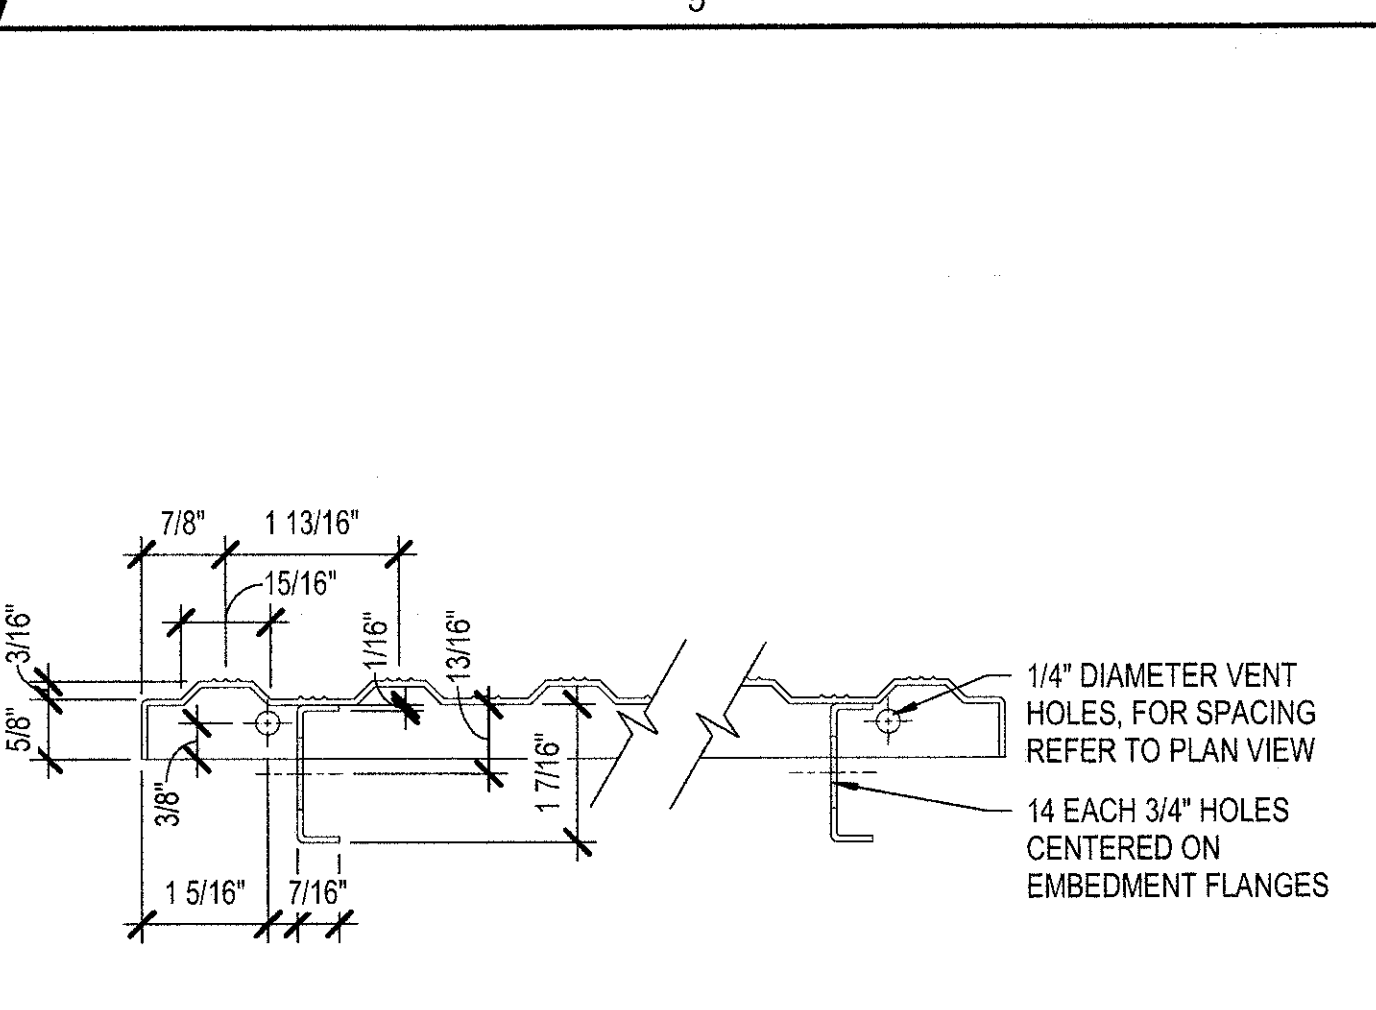 7/8"
1 13/16"
15/16"
3/16"
1/16"
13/16"
5/8"
3/8"
1 7/16"
1 5/16"
7/16"
1/4" DIAMETER VENT
HOLES, FOR SPACING
REFER TO PLAN VIEW
14 EACH 3/4" HOLES
CENTERED ON
EMBEDMENT FLANGES